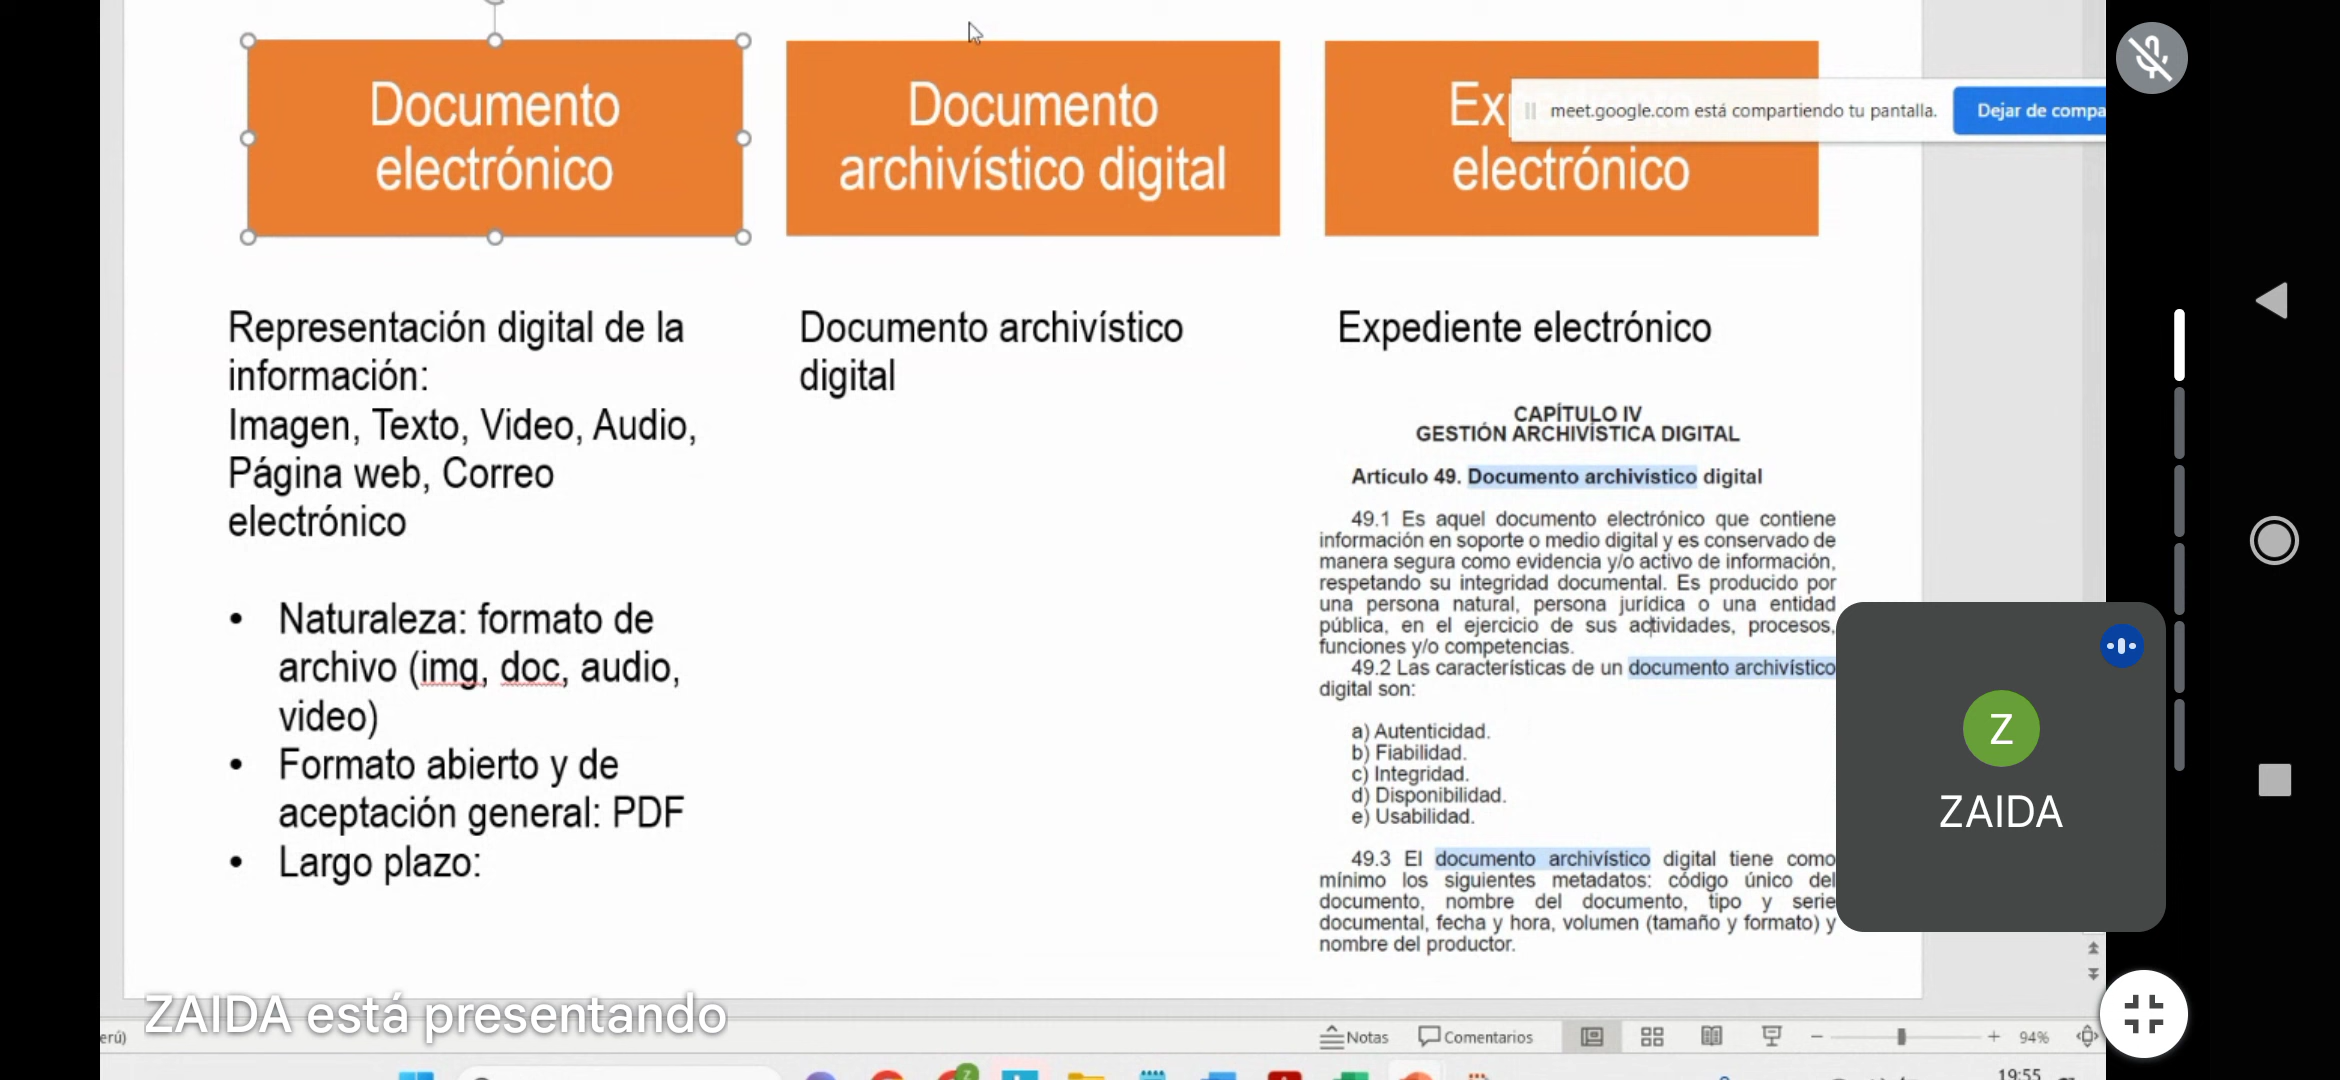 Documento
electrónico
Documento
archivístico digital
Ex
electrónico
meet.google.com está compartiendo tu pantalla.
Dejar de compa
Representación digital de la
información:
Imagen, Texto, Video, Audio,
Página web, Correo
electrónico
• Naturaleza: formato de
archivo (img, doc, audio,
video)
• Formato abierto y de
aceptación general: PDF
• Largo plazo:
Documento archivístico
digital
Expediente electrónico
CAPÍTULO IV
GESTIÓN ARCHIVÍSTICA DIGITAL
Artículo 49. Documento archivístico digital
49.1 Es aquel documento electrónico que contiene
información en soporte o medio digital y es conservado de
manera segura como evidencia y/o activo de información,
respetando su integridad documental. Es producido por
una persona natural, persona jurídica o una entidad
pública, en el ejercicio de sus actividades, procesos,
funciones y/o competencias.
49.2 Las características de un documento archivístico
digital son:
a) Autenticidad.
b) Fiabilidad.
c) Integridad.
d) Disponibilidad.
e) Usabilidad.
49.3 El documento archivístico digital tiene como
mínimo los siguientes metadatos: código único del
documento, nombre del documento, tipo y serie
documental, fecha y hora, volumen (tamaño y formato) y
nombre del productor.
Z
ZAIDA
ZAIDA está presentando
erú)
Notas
Comentarios
94%
Z
19:55